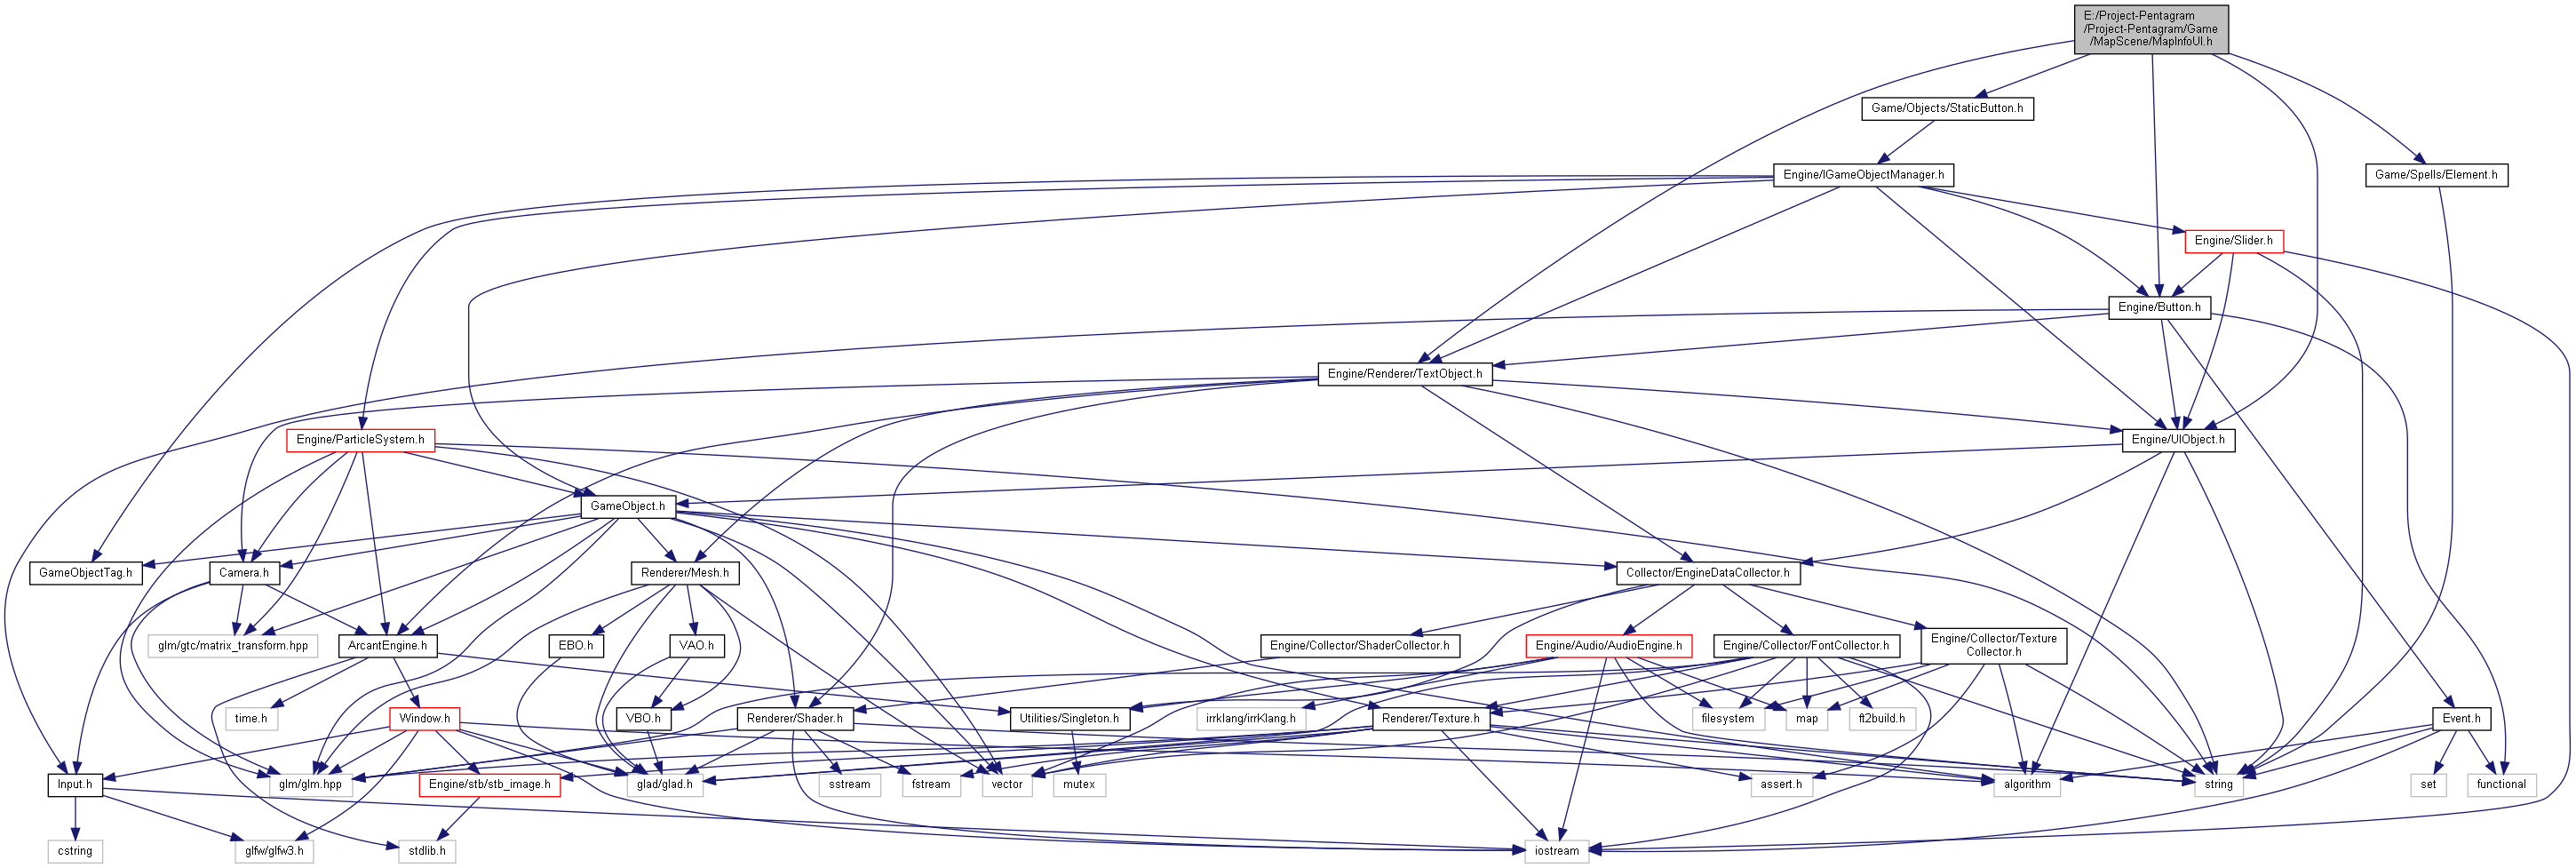 E:/Project-Pentagram
/Project-Pentagram/Game
/MapScene/MapInfoUI.h
Game/Objects/StaticButton.h
Engine/IGameObjectManager.h
Game/Spells/Element.h
Engine/Slider.h
Engine/Button.h
Engine/Renderer/TextObject.h
Engine/ParticleSystem.h
Engine/UIObject.h
GameObject.h
GameObjectTag.h
Camera.h
Renderer/Mesh.h
Collector/EngineDataCollector.h
glm/gtc/matrix_transform.hpp
ArcantEngine.h
EBO.h
VAO.h
Engine/Collector/ShaderCollector.h
Engine/Audio/AudioEngine.h
Engine/Collector/FontCollector.h
Engine/Collector/Texture
Collector.h
time.h
Window.h
VBO.h
Renderer/Shader.h
Utilities/Singleton.h
irrklang/irrKlang.h
Renderer/Texture.h
filesystem
map
ft2build.h
Event.h
Input.h
glm/glm.hpp
Engine/stb/stb_image.h
glad/glad.h
sstream
fstream
vector
mutex
assert.h
algorithm
string
set
functional
cstring
glfw/glfw3.h
stdlib.h
iostream